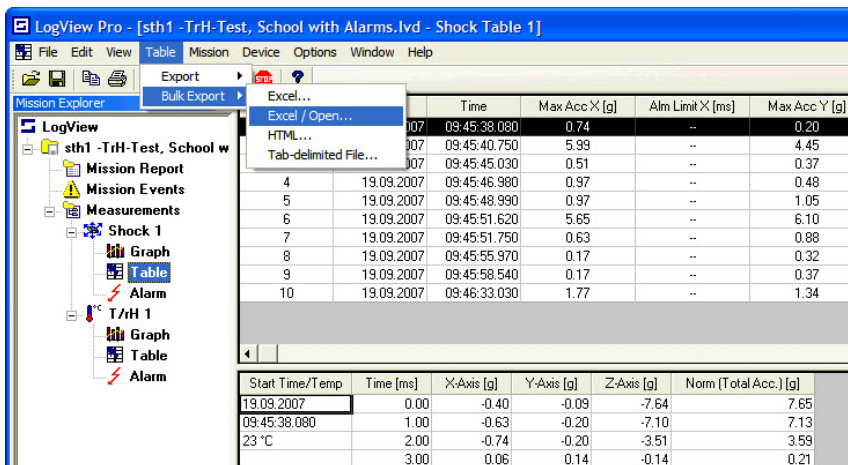 LogView Pro - [sth1 -TrH-Test, School with Alarms.lvd - Shock Table 1]
File Edit View Table Mission Device Options Window Help
Export
STOP ?
Bulk Export
Excel...
Excel / Open...
HTML...
Tab-delimited File...
Mission Explorer
LogView
sth1 -TrH-Test, School w
Mission Report
Mission Events
Measurements
Shock 1
Graph
Table
Alarm
°C T/rH 1
Graph
Table
Alarm
Time Max Acc X [g] Alm Limit X [ms] Max Acc Y [g]
007 09:45:38.080 0.74 -- 0.20
007 09:45:40.750 5.99 -- 4.45
007 09:45:45.030 0.51 -- 0.37
4 19.09.2007 09:45:46.980 0.97 -- 0.48
5 19.09.2007 09:45:48.990 0.97 -- 1.05
6 19.09.2007 09:45:51.620 5.65 -- 6.10
7 19.09.2007 09:45:51.750 0.63 -- 0.88
8 19.09.2007 09:45:55.970 0.17 -- 0.32
9 19.09.2007 09:45:58.540 0.17 -- 0.37
10 19.09.2007 09:46:33.030 1.77 -- 1.34
Start Time/Temp Time [ms] X-Axis [g] Y-Axis [g] Z-Axis [g] Norm (Total Acc.) [g]
19.09.2007 0.00 -0.40 -0.09 -7.64 7.65
09:45:38.080 1.00 -0.63 -0.20 -7.10 7.13
23 °C 2.00 -0.74 -0.20 -3.51 3.59
3.00 0.06 0.14 -0.14 0.21